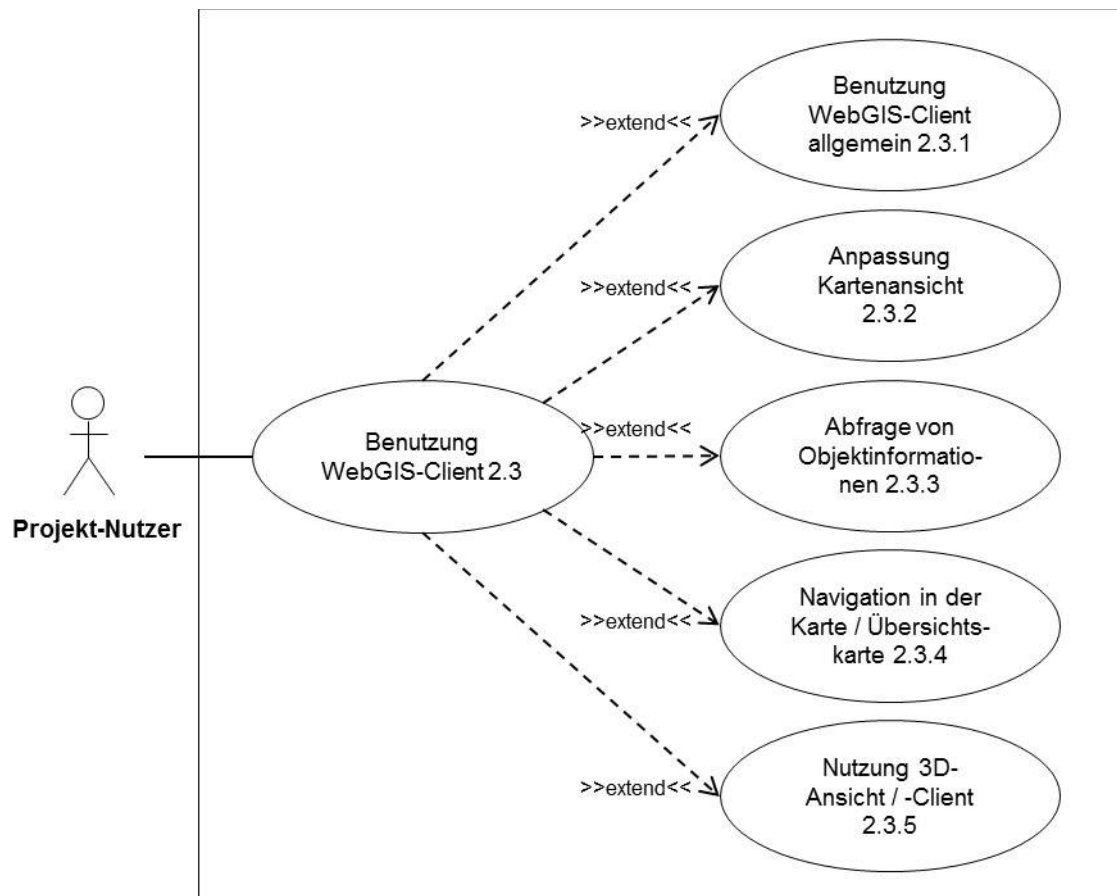 Benutzung
WebGIS-Client
allgemein 2.3.1
>>extend<<
Anpassung
Kartenansicht
2.3.2
>>extend<<
Abfrage von
Objektinformatio-
nen 2.3.3
>>extend<<
Benutzung
WebGIS-Client 2.3
Projekt-Nutzer
Navigation in der
Karte / Übersichts-
karte 2.3.4
>>extend<<
Nutzung 3D-
Ansicht / -Client
2.3.5
>>extend<<